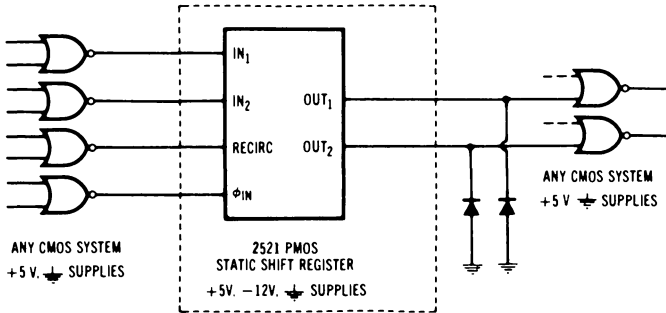 IN₁
IN₂
OUT₁
RECIRC
OUT₂
ϕIN
ANY CMOS SYSTEM
+5 V, ⏚ SUPPLIES
2521 PMOS
STATIC SHIFT REGISTER
+5V, −12V, ⏚ SUPPLIES
ANY CMOS SYSTEM
+5 V ⏚ SUPPLIES